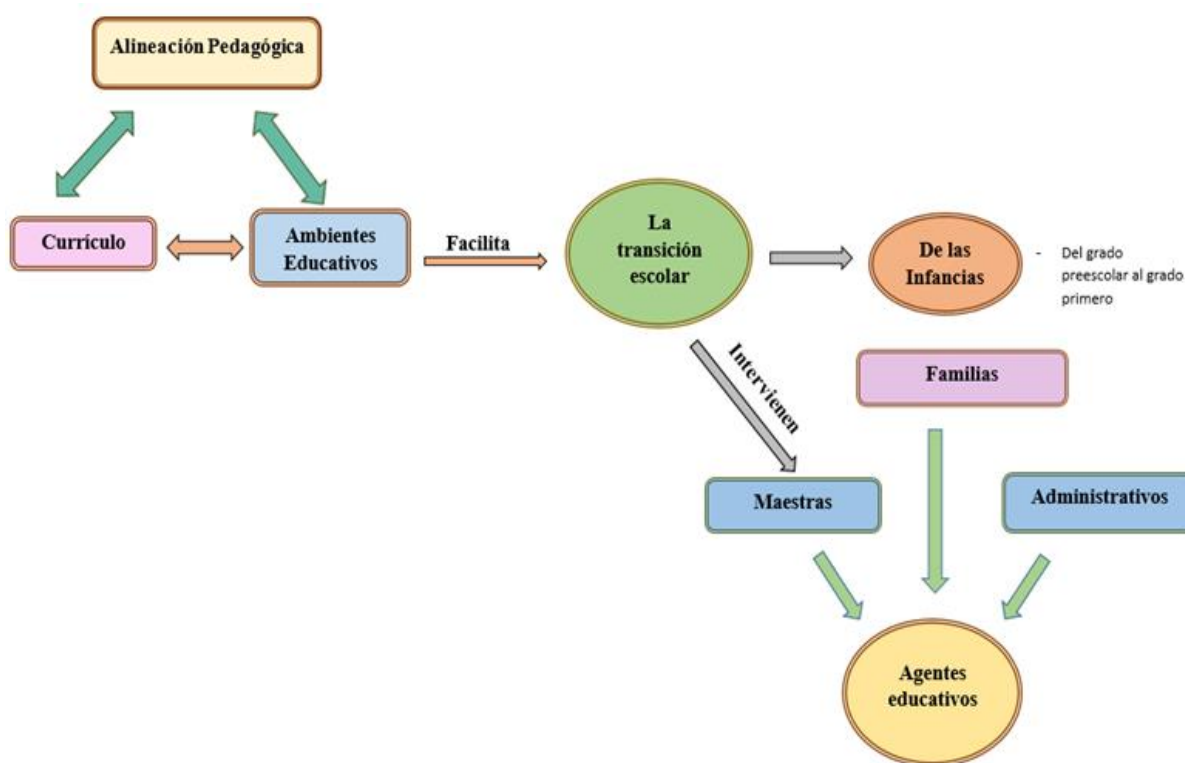 Alineación Pedagógica
Currículo
Ambientes
Educativos
Facilita
La
transición
escolar
De las
Infancias
- Del grado
preescolar al grado
primero
Intervienen
Familias
Maestras
Administrativos
Agentes
educativos